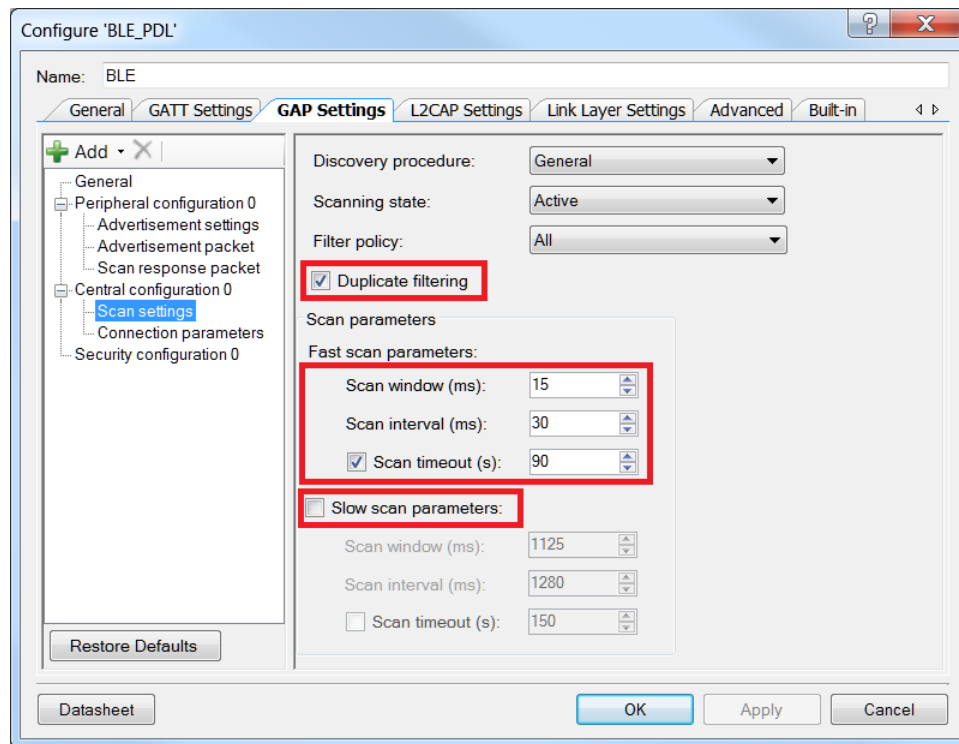 Configure 'BLE_PDL'
Name: BLE
General GATT Settings GAP Settings L2CAP Settings Link Layer Settings Advanced Built-in
Add
General
Peripheral configuration 0
Advertisement settings
Advertisement packet
Scan response packet
Central configuration 0
Scan settings
Connection parameters
Security configuration 0
Restore Defaults
Discovery procedure: General
Scanning state: Active
Filter policy: All
Duplicate filtering
Scan parameters
Fast scan parameters:
Scan window (ms): 15
Scan interval (ms): 30
Scan timeout (s): 90
Slow scan parameters:
Scan window (ms): 1125
Scan interval (ms): 1280
Scan timeout (s): 150
Datasheet OK Apply Cancel